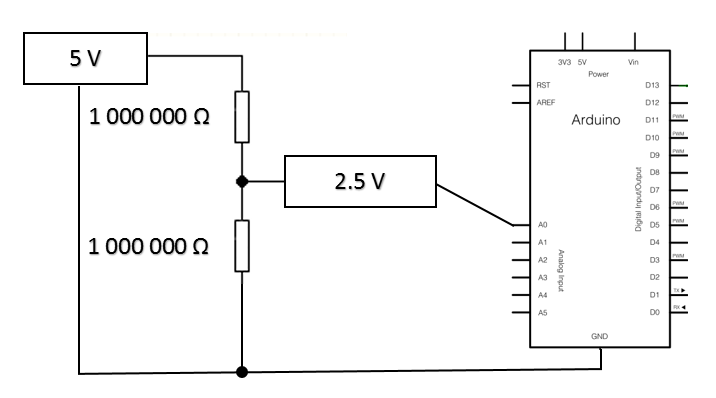 5 V
1 000 000 Ω
2.5 V
1 000 000 Ω
3V3 5V Vin
Power
RST
AREF
Arduino
A0
A1
A2
A3
A4
A5
Analog Input
Digital Input/Output
D13
D12
D11 PWM
D10 PWM
D9 PWM
D8
D7
D6 PWM
D5 PWM
D4
D3 PWM
D2
D1 TX ▶
D0 RX ◀
GND